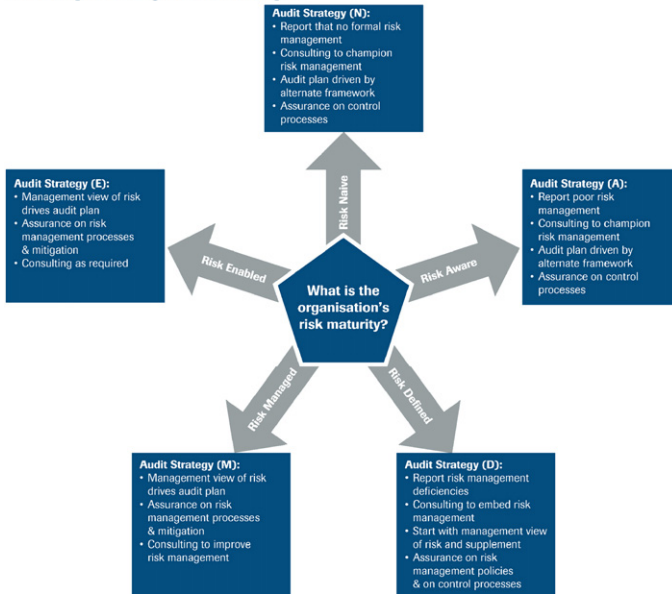 Audit Strategy (N):
• Report that no formal risk
management
• Consulting to champion
risk management
• Audit plan driven by
alternate framework
• Assurance on control
processes
Risk Naive
Audit Strategy (E):
• Management view of risk
drives audit plan
• Assurance on risk
management processes
& mitigation
• Consulting as required
Risk Enabled
Audit Strategy (A):
• Report poor risk
management
• Consulting to champion
risk management
• Audit plan driven by
alternate framework
• Assurance on control
processes
Risk Aware
What is the
organisation's
risk maturity?
Risk Managed
Risk Defined
Audit Strategy (M):
• Management view of risk
drives audit plan
• Assurance on risk
management processes
& mitigation
• Consulting to improve
risk management
Audit Strategy (D):
• Report risk management
deficiencies
• Consulting to embed risk
management
• Start with management view
of risk and supplement
• Assurance on risk
management policies
& on control processes